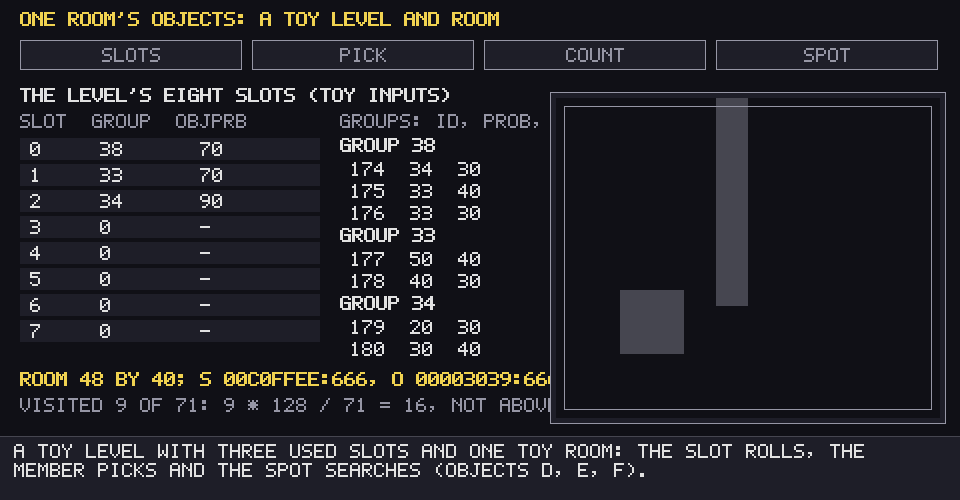 ONE ROOM'S OBJECTS: A TOY LEVEL AND ROOM
SLOTS PICK COUNT SPOT
THE LEVEL'S EIGHT SLOTS (TOY INPUTS)
SLOT GROUP OBJPRB
0 38 70
1 33 70
2 34 90
3 0 -
4 0 -
5 0 -
6 0 -
7 0 -
GROUPS: ID, PROB,
GROUP 38
174 34 30
175 33 40
176 33 30
GROUP 33
177 50 40
178 40 30
GROUP 34
179 20 30
180 30 40
ROOM 48 BY 40; S 00C0FFEE:666, O 00003039:66
VISITED 9 OF 71: 9 * 128 / 71 = 16, NOT ABOV
A TOY LEVEL WITH THREE USED SLOTS AND ONE TOY ROOM: THE SLOT ROLLS, THE
MEMBER PICKS AND THE SPOT SEARCHES (OBJECTS D, E, F).